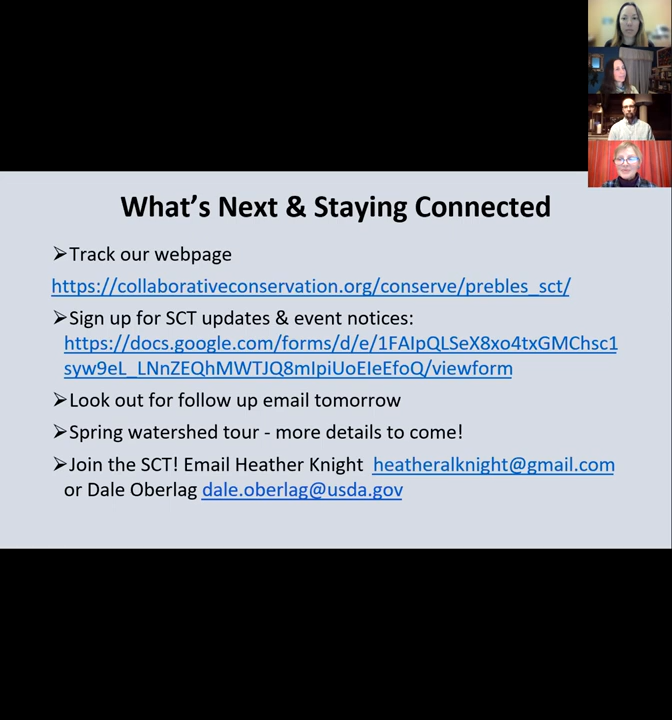 What's Next & Staying Connected
➢Track our webpage
https://collaborativeconservation.org/conserve/prebles_sct/
➢Sign up for SCT updates & event notices:
https://docs.google.com/forms/d/e/1FAIpQLSeX8xo4txGMChsc1
syw9eL_LNnZEQhMWTJQ8mIpiUoEIeEfoQ/viewform
➢Look out for follow up email tomorrow
➢Spring watershed tour - more details to come!
➢Join the SCT! Email Heather Knight heatheralknight@gmail.com
or Dale Oberlag dale.oberlag@usda.gov